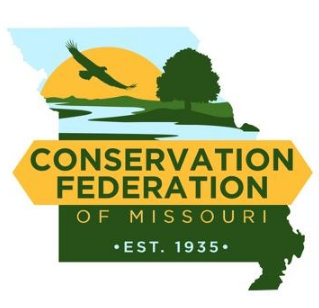 CONSERVATION
FEDERATION
OF MISSOURI
•EST. 1935•